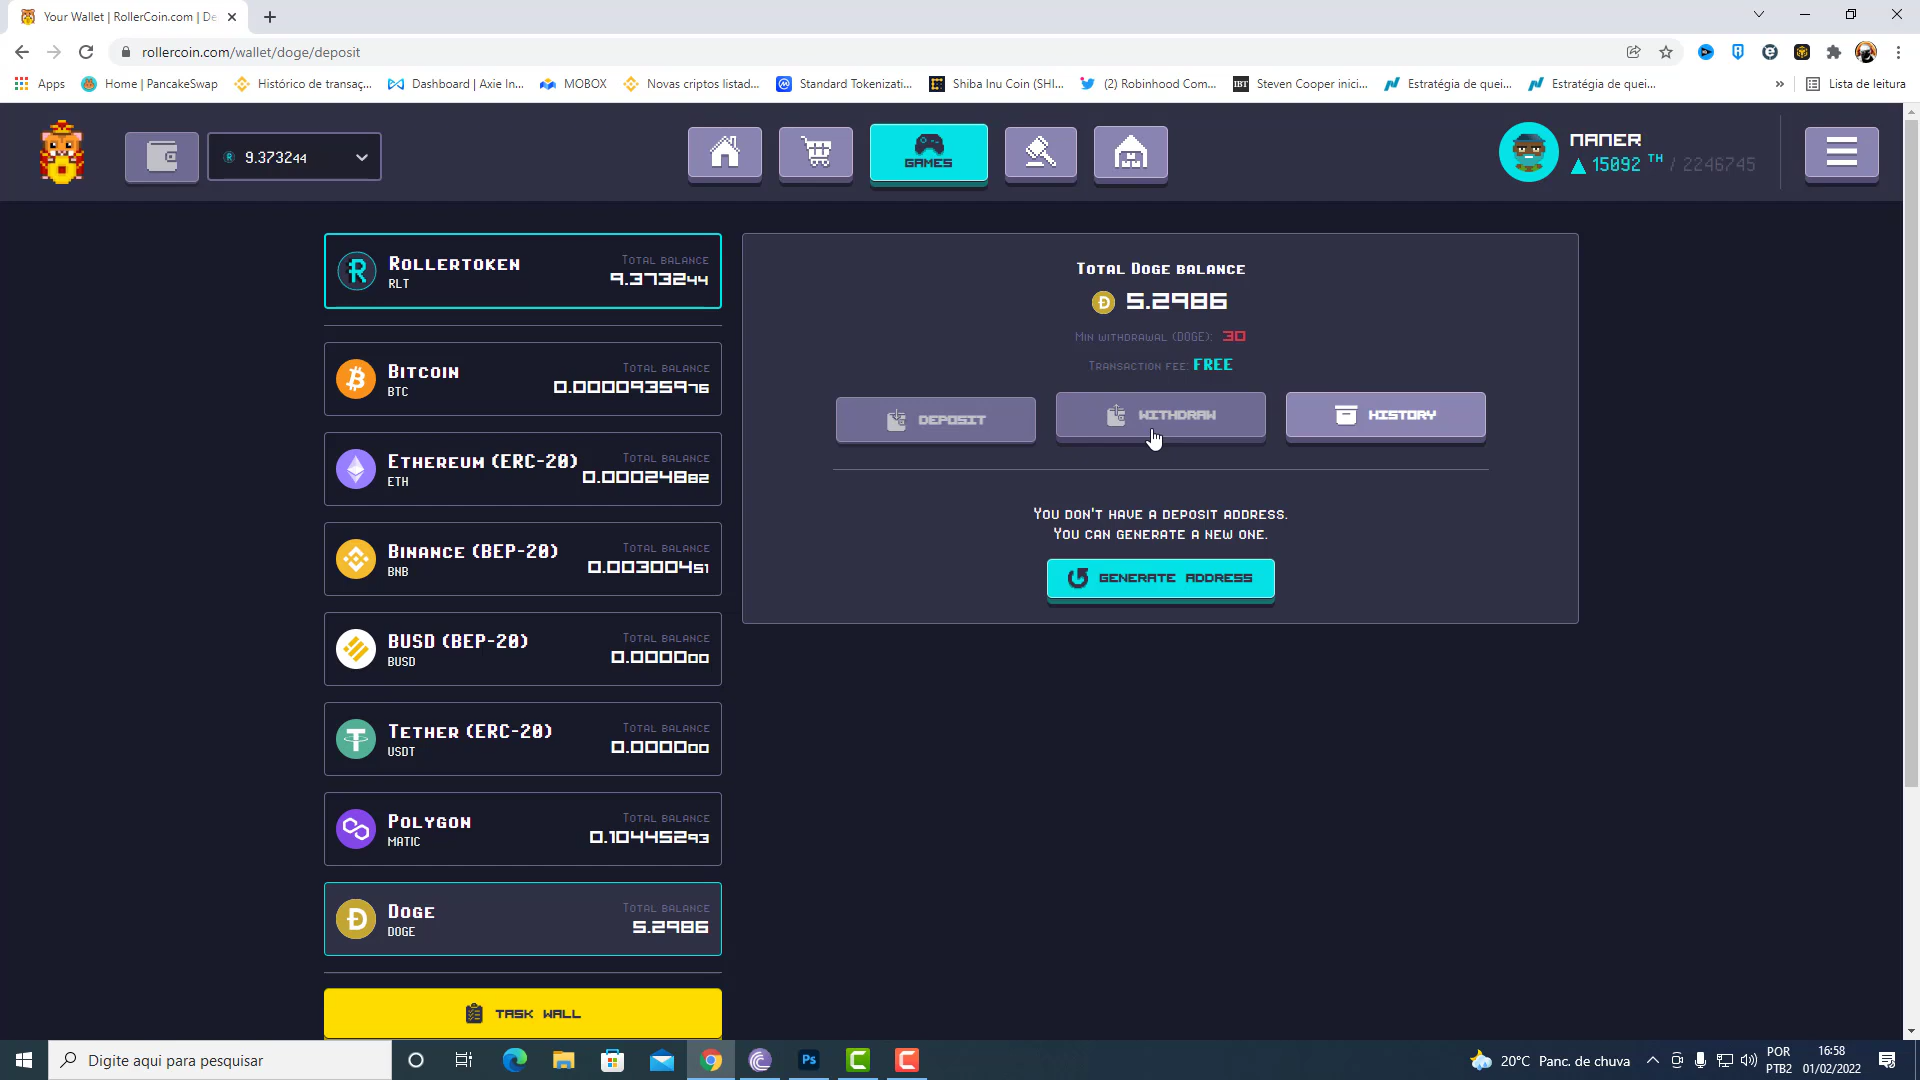 Your Wallet | RollerCoin.com | De
rollercoin.com/wallet/doge/deposit
Apps
Home | PancakeSwap
Histórico de transaç...
Dashboard | Axie In...
MOBOX
Novas criptos listad...
Standard Tokenizati...
Shiba Inu Coin (SHI...
(2) Robinhood Com...
IBT
Steven Cooper inici...
Estratégia de quei...
Estratégia de quei...
»
Lista de leitura
9.373244
GAMES
NANER
15092 TH / 2246745
Rollertoken
RLT
Total balance
9.373244
Bitcoin
BTC
Total balance
0.0000935976
Ethereum (ERC-20)
ETH
Total balance
0.00024882
Binance (BEP-20)
BNB
Total balance
0.00300451
BUSD (BEP-20)
BUSD
Total balance
0.000000
Tether (ERC-20)
USDT
Total balance
0.000000
Polygon
MATIC
Total balance
0.10445293
Doge
DOGE
Total balance
5.2986
TASK WALL
Total Doge balance
5.2986
Min withdrawal (DOGE): 30
Transaction fee: FREE
DEPOSIT
WITHDRAW
HISTORY
You don't have a deposit address.
You can generate a new one.
GENERATE ADDRESS
Digite aqui para pesquisar
Ps
20°C Panc. de chuva
POR
PTB2
16:58
01/02/2022